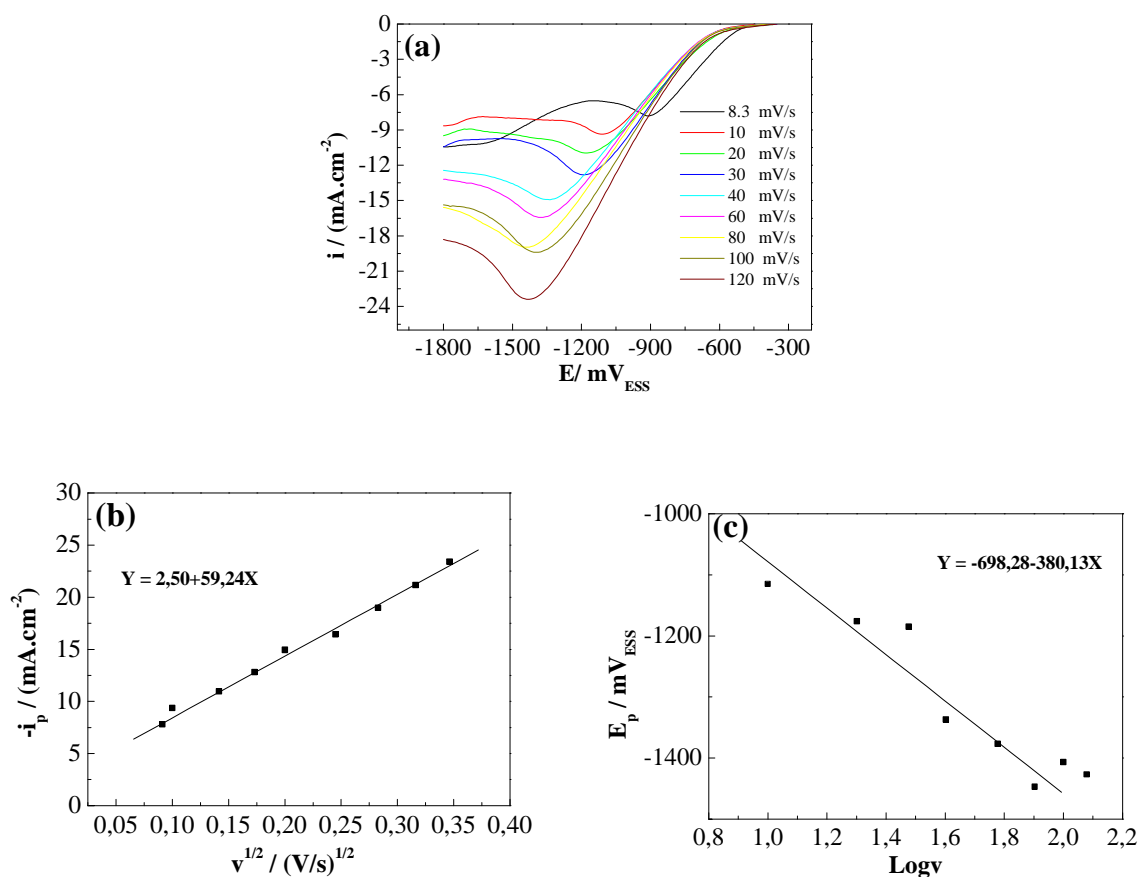 (a)
0
-3
-6
-9
-12
-15
-18
-21
-24
i / (mA.cm-2)
8.3 mV/s
10 mV/s
20 mV/s
30 mV/s
40 mV/s
60 mV/s
80 mV/s
100 mV/s
120 mV/s
-1800 -1500 -1200 -900 -600 -300
E/ mVESS
(b)
30
25
20
15
10
5
0
-ip / (mA.cm-2)
Y = 2,50+59,24X
0,05 0,10 0,15 0,20 0,25 0,30 0,35 0,40
v1/2 / (V/s)1/2
(c)
-1000
-1200
-1400
Ep / mVESS
Y = -698,28-380,13X
0,8 1,0 1,2 1,4 1,6 1,8 2,0 2,2
Logv